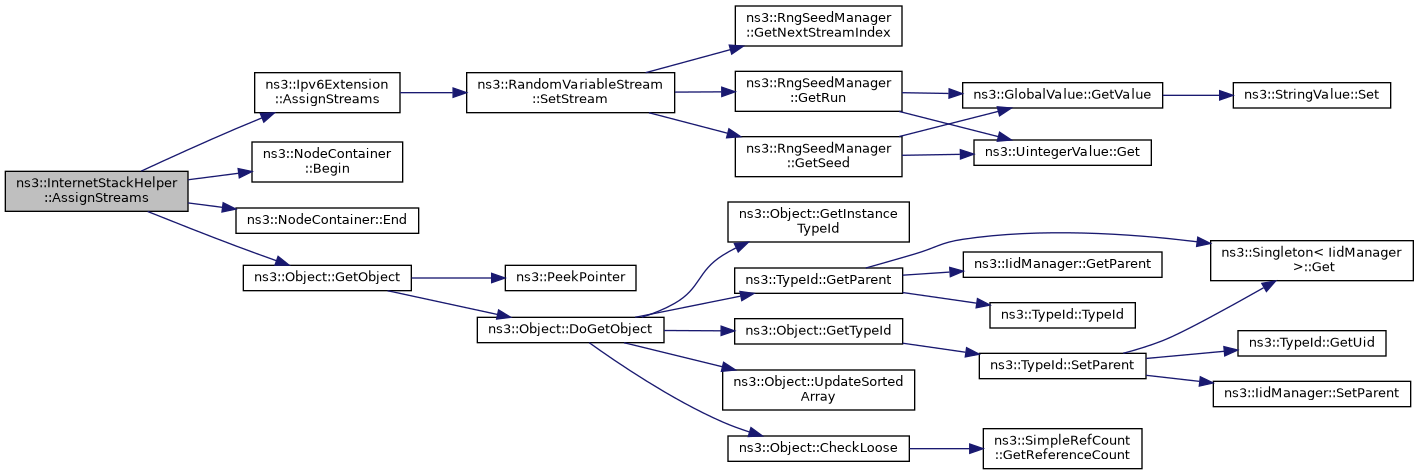 ns3::RngSeedManager
::GetNextStreamIndex
ns3::Ipv6Extension
::AssignStreams
ns3::RandomVariableStream
::SetStream
ns3::RngSeedManager
::GetRun
ns3::GlobalValue::GetValue
ns3::StringValue::Set
ns3::NodeContainer
::Begin
ns3::RngSeedManager
::GetSeed
ns3::UintegerValue::Get
ns3::InternetStackHelper
::AssignStreams
ns3::NodeContainer::End
ns3::Object::GetInstance
TypeId
ns3::Object::GetObject
ns3::PeekPointer
ns3::TypeId::GetParent
ns3::IidManager::GetParent
ns3::Singleton< IidManager
>::Get
ns3::TypeId::TypeId
ns3::Object::DoGetObject
ns3::Object::GetTypeId
ns3::TypeId::SetParent
ns3::TypeId::GetUid
ns3::Object::UpdateSorted
Array
ns3::IidManager::SetParent
ns3::Object::CheckLoose
ns3::SimpleRefCount
::GetReferenceCount